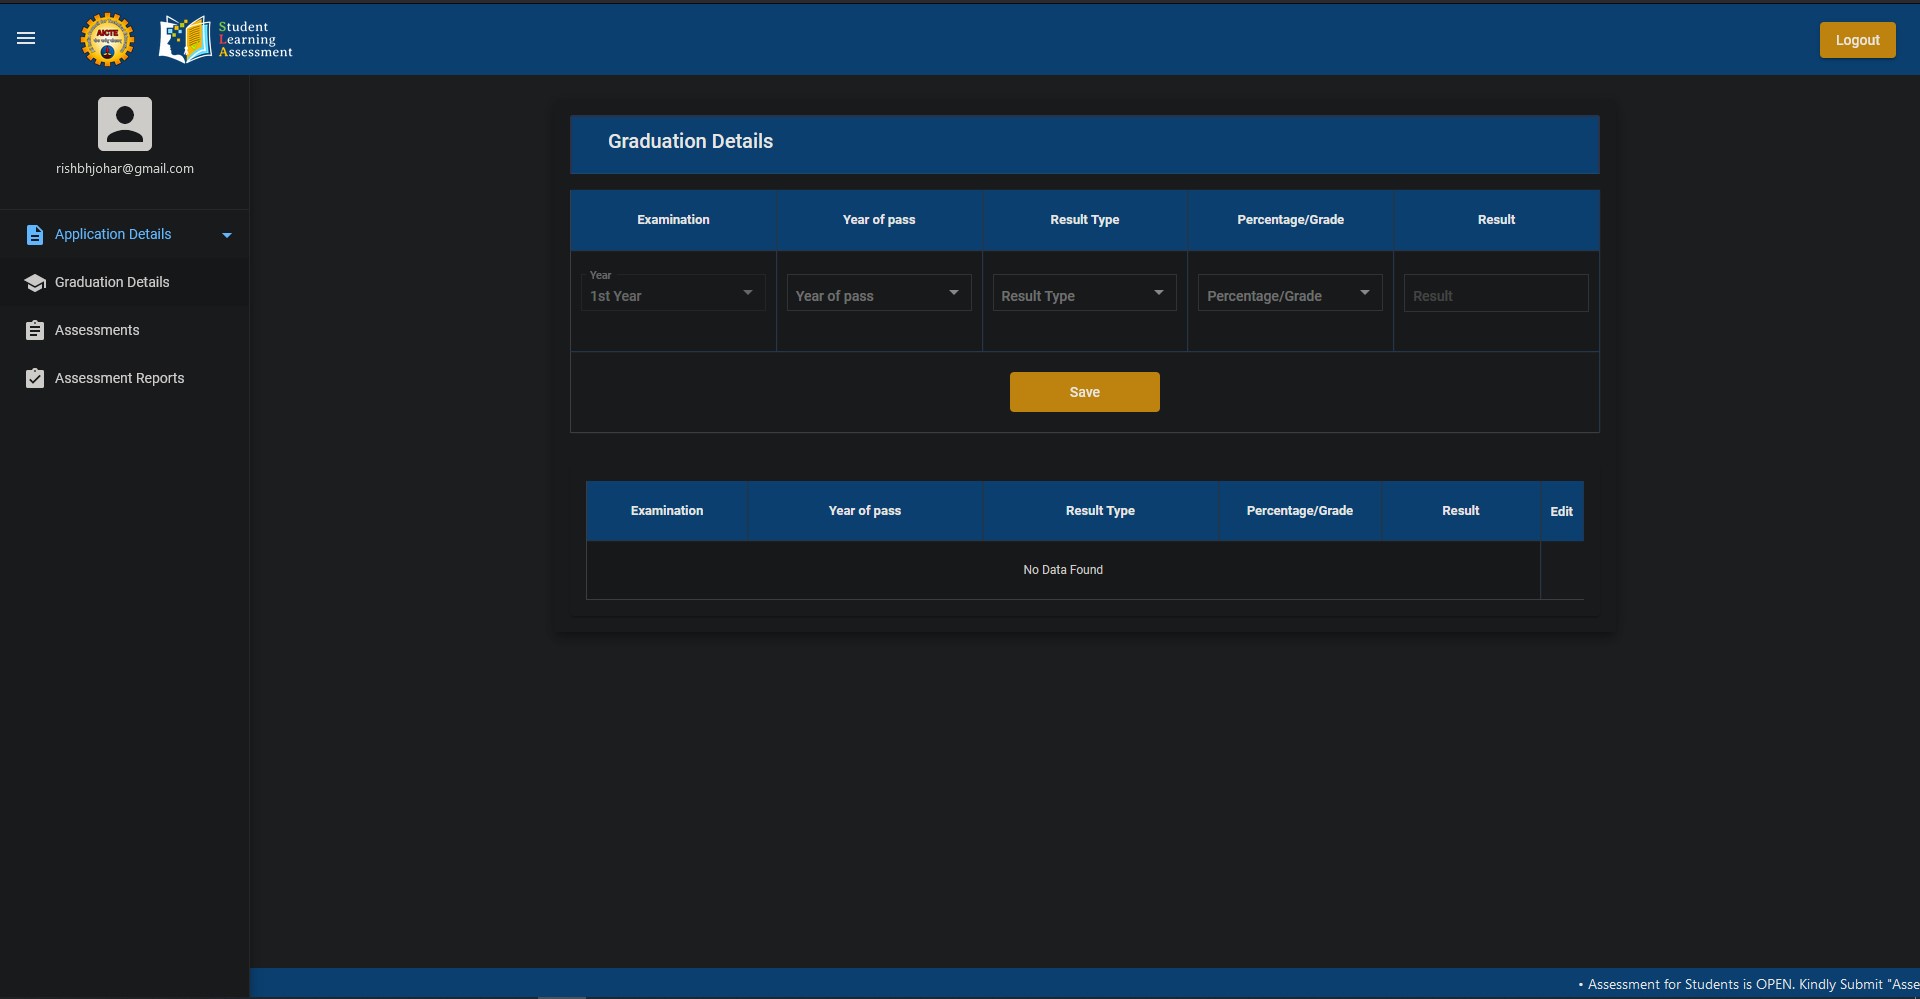 AICTE
Student
Learning
Assessment
Logout
rishbhjohar@gmail.com
Application Details
Graduation Details
Assessments
Assessment Reports
Graduation Details
Examination Year of pass Result Type Percentage/Grade Result
Year
1st Year Year of pass Result Type Percentage/Grade Result
Save
Examination Year of pass Result Type Percentage/Grade Result Edit
No Data Found
• Assessment for Students is OPEN. Kindly Submit "Asse